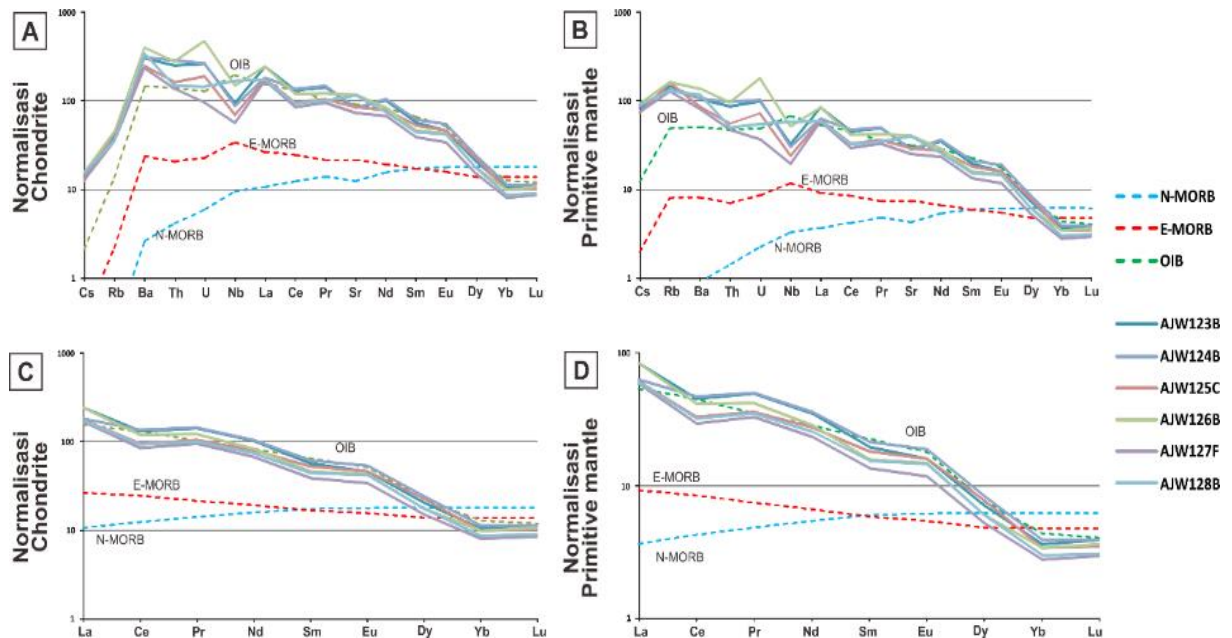 A
Normalisasi
Chondrite
1000
100
10
1
OIB
E-MORB
N-MORB
Cs Rb Ba Th U Nb La Ce Pr Sr Nd Sm Eu Dy Yb Lu
B
Normalisasi
Primitive mantle
1000
100
10
1
OIB
E-MORB
N-MORB
Cs Rb Ba Th U Nb La Ce Pr Sr Nd Sm Eu Dy Yb Lu
N-MORB
E-MORB
OIB
AJW123B
AJW124B
AJW125C
AJW126B
AJW127F
AJW128B
C
Normalisasi
Chondrite
1000
100
10
1
OIB
E-MORB
N-MORB
La Ce Pr Nd Sm Eu Dy Yb Lu
D
Normalisasi
Primitive mantle
100
10
1
OIB
E-MORB
N-MORB
La Ce Pr Nd Sm Eu Dy Yb Lu